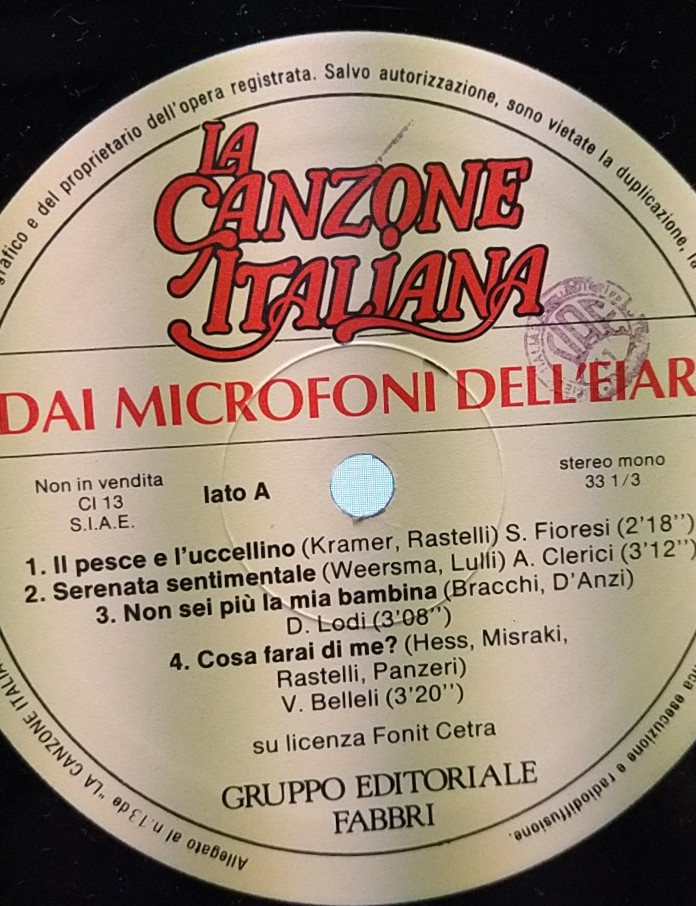 grafico e del proprietario dell'opera registrata. Salvo autorizzazione, sono vietate la duplicazione, la
LA
CANZONE
ITALIANA
DAI MICROFONI DELL'EIAR
Non in vendita
CI 13
S.I.A.E.
lato A
stereo mono
33 1/3
1. Il pesce e l'uccellino (Kramer, Rastelli) S. Fioresi (2'18'')
2. Serenata sentimentale (Weersma, Lulli) A. Clerici (3'12'')
3. Non sei più la mia bambina (Bracchi, D'Anzi)
D. Lodi (3'08'')
4. Cosa farai di me? (Hess, Misraki,
Rastelli, Panzeri)
V. Belleli (3'20'')
su licenza Fonit Cetra
GRUPPO EDITORIALE
FABBRI
esecuzione e radiodiffusione.
Allegato al n. 13 de "LA CANZONE ITALIA